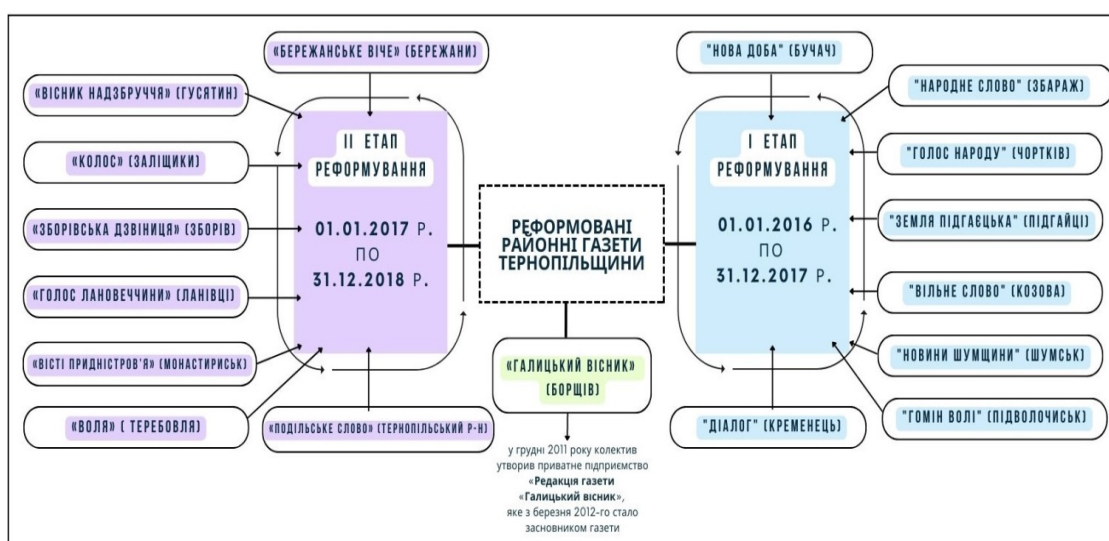 «БЕРЕЖАНСЬКЕ ВІЧЕ» (БЕРЕЖАНИ)
«ВІСНИК НАДЗБРУЧЧЯ» (ГУСЯТИН)
«КОЛОС» (ЗАЛІЩИКИ)
«ЗБОРІВСЬКА ДЗВІНИЦЯ» (ЗБОРІВ)
«ГОЛОС ЛАНОВЕЧЧИНИ» (ЛАНІВЦІ)
«ВІСТІ ПРИДНІСТРОВ'Я» (МОНАСТИРИСЬК)
«ВОЛЯ» ( ТЕРЕБОВЛЯ)
«ПОДІЛЬСЬКЕ СЛОВО» (ТЕРНОПІЛЬСЬКИЙ Р-Н)
ІІ ЕТАП
РЕФОРМУВАННЯ
01.01.2017 Р.
ПО
31.12.2018 Р.
РЕФОРМОВАНІ
РАЙОННІ ГАЗЕТИ
ТЕРНОПІЛЬЩИНИ
«ГАЛИЦЬКИЙ ВІСНИК»
(БОРЩІВ)
у грудні 2011 року колектив
утворив приватне підприємство
«Редакція газети
«Галицький вісник»,
яке з березня 2012-го стало
засновником газети
"НОВА ДОБА" (БУЧАЧ)
І ЕТАП
РЕФОРМУВАННЯ
01.01.2016 Р.
ПО
31.12.2017 Р.
"НАРОДНЕ СЛОВО" (ЗБАРАЖ)
"ГОЛОС НАРОДУ" (ЧОРТКІВ)
"ЗЕМЛЯ ПІДГАЄЦЬКА" (ПІДГАЙЦІ)
"ВІЛЬНЕ СЛОВО" (КОЗОВА)
"НОВИНИ ШУМЩИНИ" (ШУМСЬК)
"ГОМІН ВОЛІ" (ПІДВОЛОЧИСЬК)
"ДІАЛОГ" (КРЕМЕНЕЦЬ)